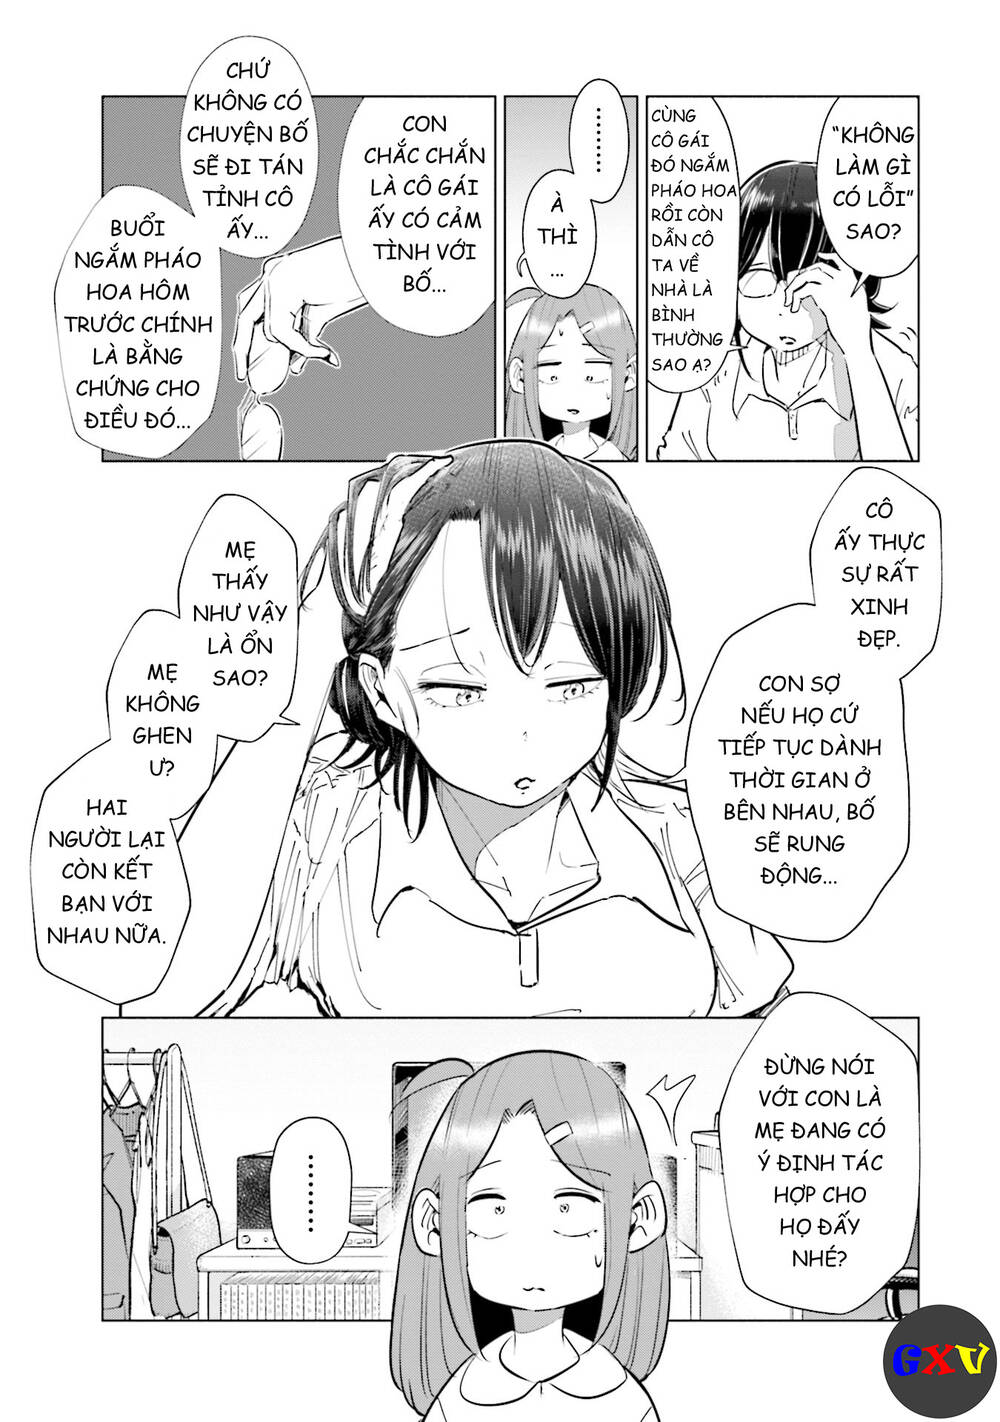 “KHÔNG
LÀM GÌ
CÓ LỖI”
SAO?
CÙNG
CÔ GÁI
ĐÓ NGẮM
PHÁO HOA
RỒI CÒN
DẪN CÔ
TA VỀ
NHÀ LÀ
BÌNH
THƯỜNG
SAO Ạ?
.........
À
THÌ
...
CON
CHẮC CHẮN
LÀ CÔ GÁI
ẤY CÓ CẢM
TÌNH VỚI
BỐ...
CHỨ
KHÔNG CÓ
CHUYỆN BỐ
SẼ ĐI TÁN
TỈNH CÔ
ẤY...
BUỔI
NGẮM PHÁO
HOA HÔM
TRƯỚC CHÍNH
LÀ BẰNG
CHỨNG CHO
ĐIỀU ĐÓ...
CÔ
ẤY THỰC
SỰ RẤT
XINH
ĐẸP.
CON SỢ
NẾU HỌ CỨ
TIẾP TỤC DÀNH
THỜI GIAN Ở
BÊN NHAU, BỐ
SẼ RUNG
ĐỘNG...
MẸ
THẤY
NHƯ VẬY
LÀ ỔN
SAO?
MẸ
KHÔNG
GHEN
Ư?
HAI
NGƯỜI LẠI
CÒN KẾT
BẠN VỚI
NHAU NỮA.
ĐỪNG NÓI
VỚI CON LÀ
MẸ ĐANG CÓ
Ý ĐỊNH TÁC
HỢP CHO
HỌ ĐẤY
NHÉ?
.........
GXV